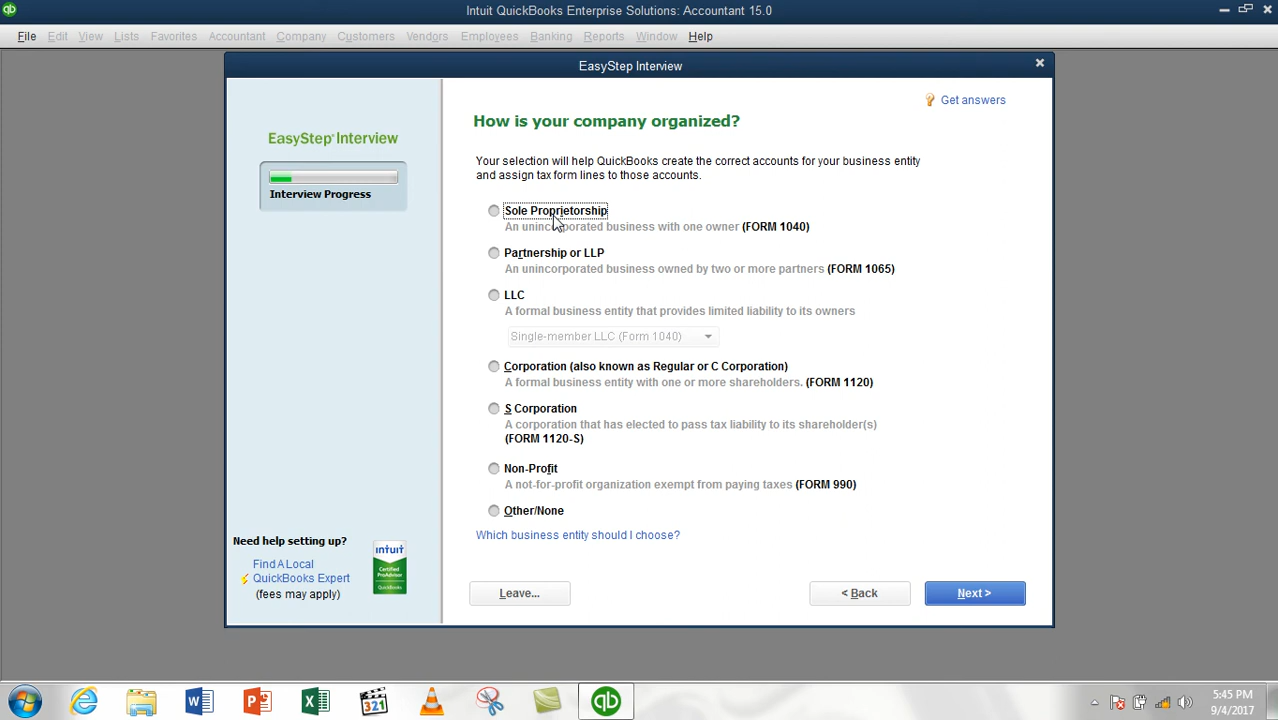 Intuit QuickBooks Enterprise Solutions: Accountant 15.0
File Edit View Lists Favorites Accountant Company Customers Vendors Employees Banking Reports Window Help
EasyStep Interview
Get answers
EasyStep Interview
Interview Progress
How is your company organized?
Your selection will help QuickBooks create the correct accounts for your business entity
and assign tax form lines to those accounts.
Sole Proprietorship
An unincorporated business with one owner (FORM 1040)
Partnership or LLP
An unincorporated business owned by two or more partners (FORM 1065)
LLC
A formal business entity that provides limited liability to its owners
Single-member LLC (Form 1040)
Corporation (also known as Regular or C Corporation)
A formal business entity with one or more shareholders. (FORM 1120)
S Corporation
A corporation that has elected to pass tax liability to its shareholder(s)
(FORM 1120-S)
Non-Profit
A not-for-profit organization exempt from paying taxes (FORM 990)
Other/None
Which business entity should I choose?
Need help setting up?
Find A Local
QuickBooks Expert
(fees may apply)
intuit
Certified
ProAdvisor
QuickBooks
Leave...
< Back
Next >
qb
321
5:45 PM
9/4/2017